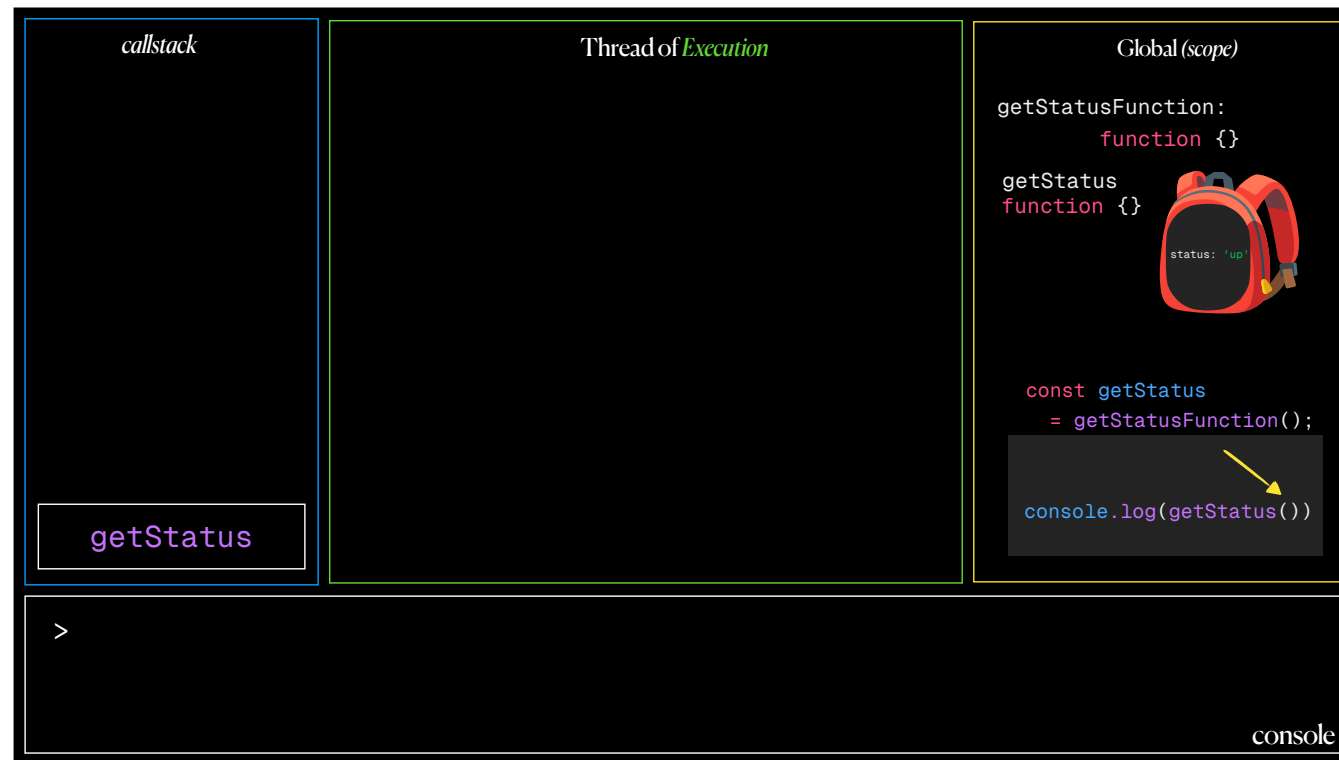 callstack
Thread of Execution
Global (scope)
getStatusFunction:
function {}
getStatus
function {}
status: 'up'
const getStatus
= getStatusFunction();
console.log(getStatus())
getStatus
>
console